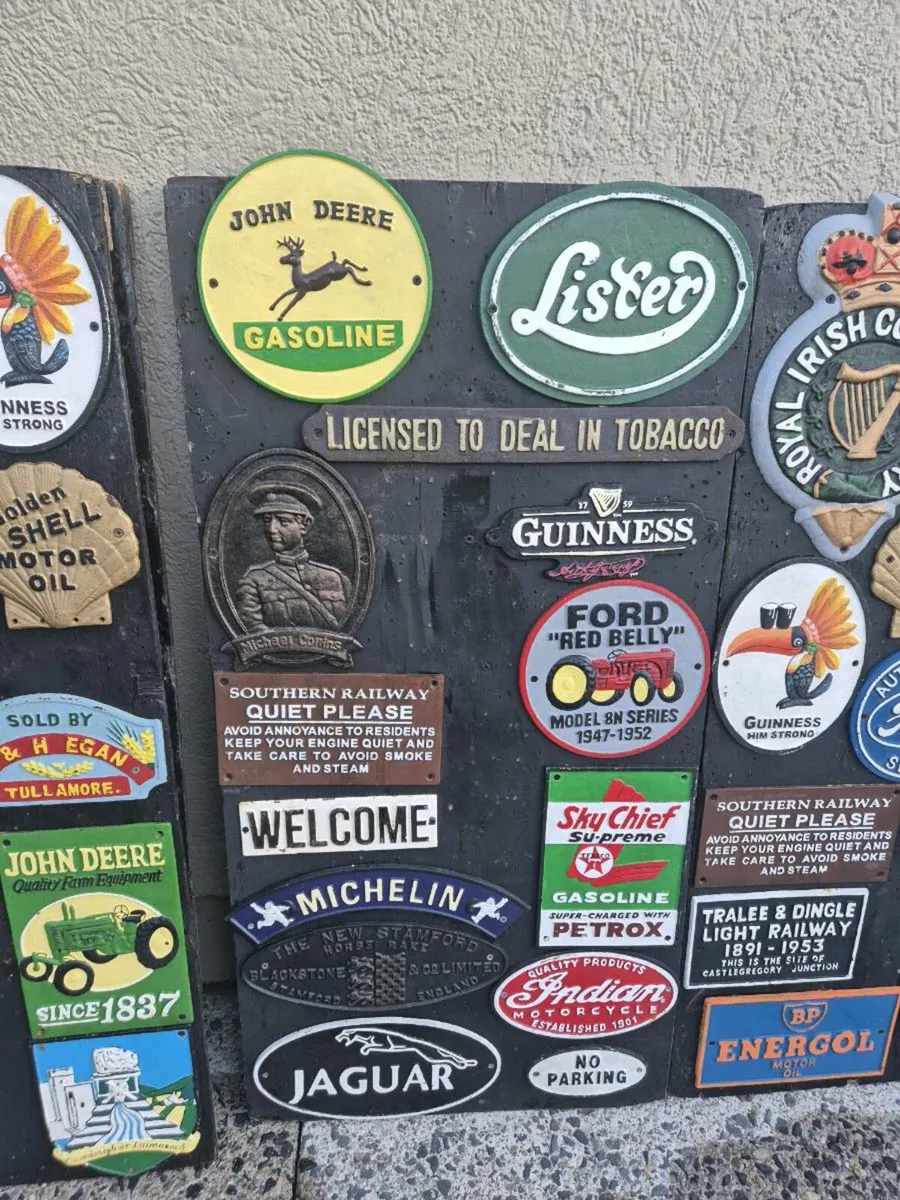 NNESS
STRONG
Golden
SHELL
MOTOR
OIL
SOLD BY
& H EGAN
TULLAMORE.
JOHN DEERE
Quality Farm Equipment
SINCE 1837
JOHN DEERE
GASOLINE
Lister
LICENSED TO DEAL IN TOBACCO
Michael Collins
17 59
GUINNESS
FORD
"RED BELLY"
MODEL 8N SERIES
1947-1952
SOUTHERN RAILWAY
QUIET PLEASE
AVOID ANNOYANCE TO RESIDENTS
KEEP YOUR ENGINE QUIET AND
TAKE CARE TO AVOID SMOKE
AND STEAM
WELCOME
Sky Chief
Su-preme
TEXACO
GASOLINE
SUPER-CHARGED WITH
PETROX
MICHELIN
THE NEW STAMFORD
HORSE RAKE
BLACKSTONE & CO LIMITED
STAMFORD ENGLAND
QUALITY PRODUCTS
Indian
MOTORCYCLE
ESTABLISHED 1901
JAGUAR
NO
PARKING
ROYAL IRISH CO
Y
GUINNESS
HIM STRONG
AUT
SOUTHERN RAILWAY
QUIET PLEASE
AVOID ANNOYANCE TO RESIDENTS
KEEP YOUR ENGINE QUIET AND
TAKE CARE TO AVOID SMOKE
AND STEAM
TRALEE & DINGLE
LIGHT RAILWAY
1891 - 1953
THIS IS THE SITE OF
CASTLEGREGORY JUNCTION
BP
ENERGOL
MOTOR
OIL